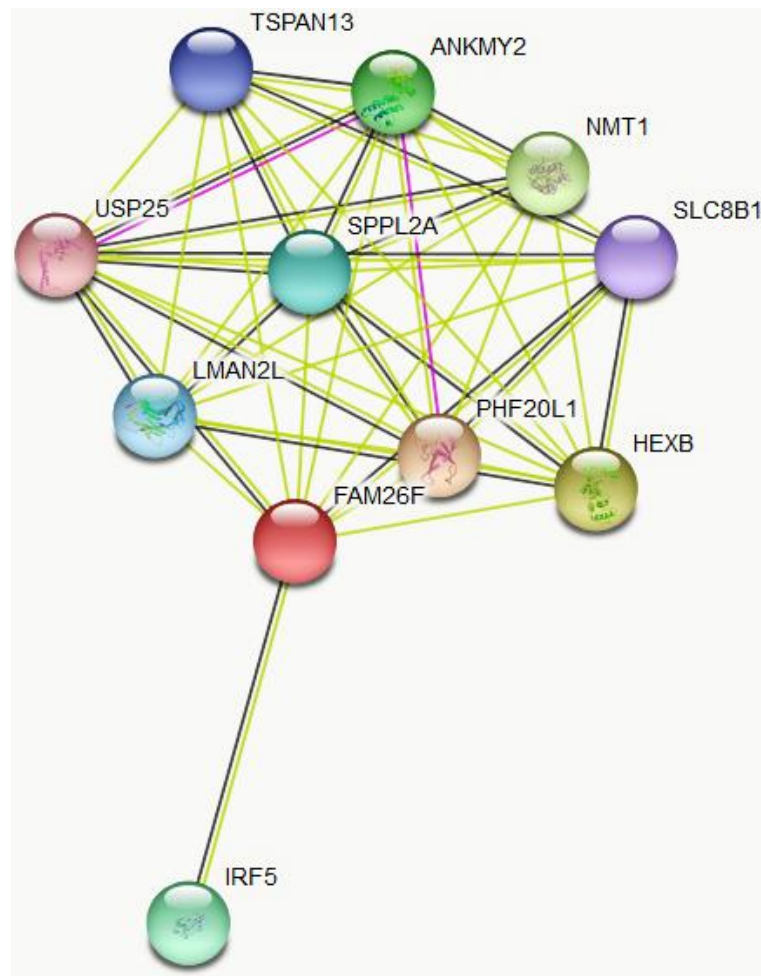 TSPAN13
ANKMY2
NMT1
USP25
SPPL2A
SLC8B1
LMAN2L
PHF20L1
HEXB
FAM26F
IRF5